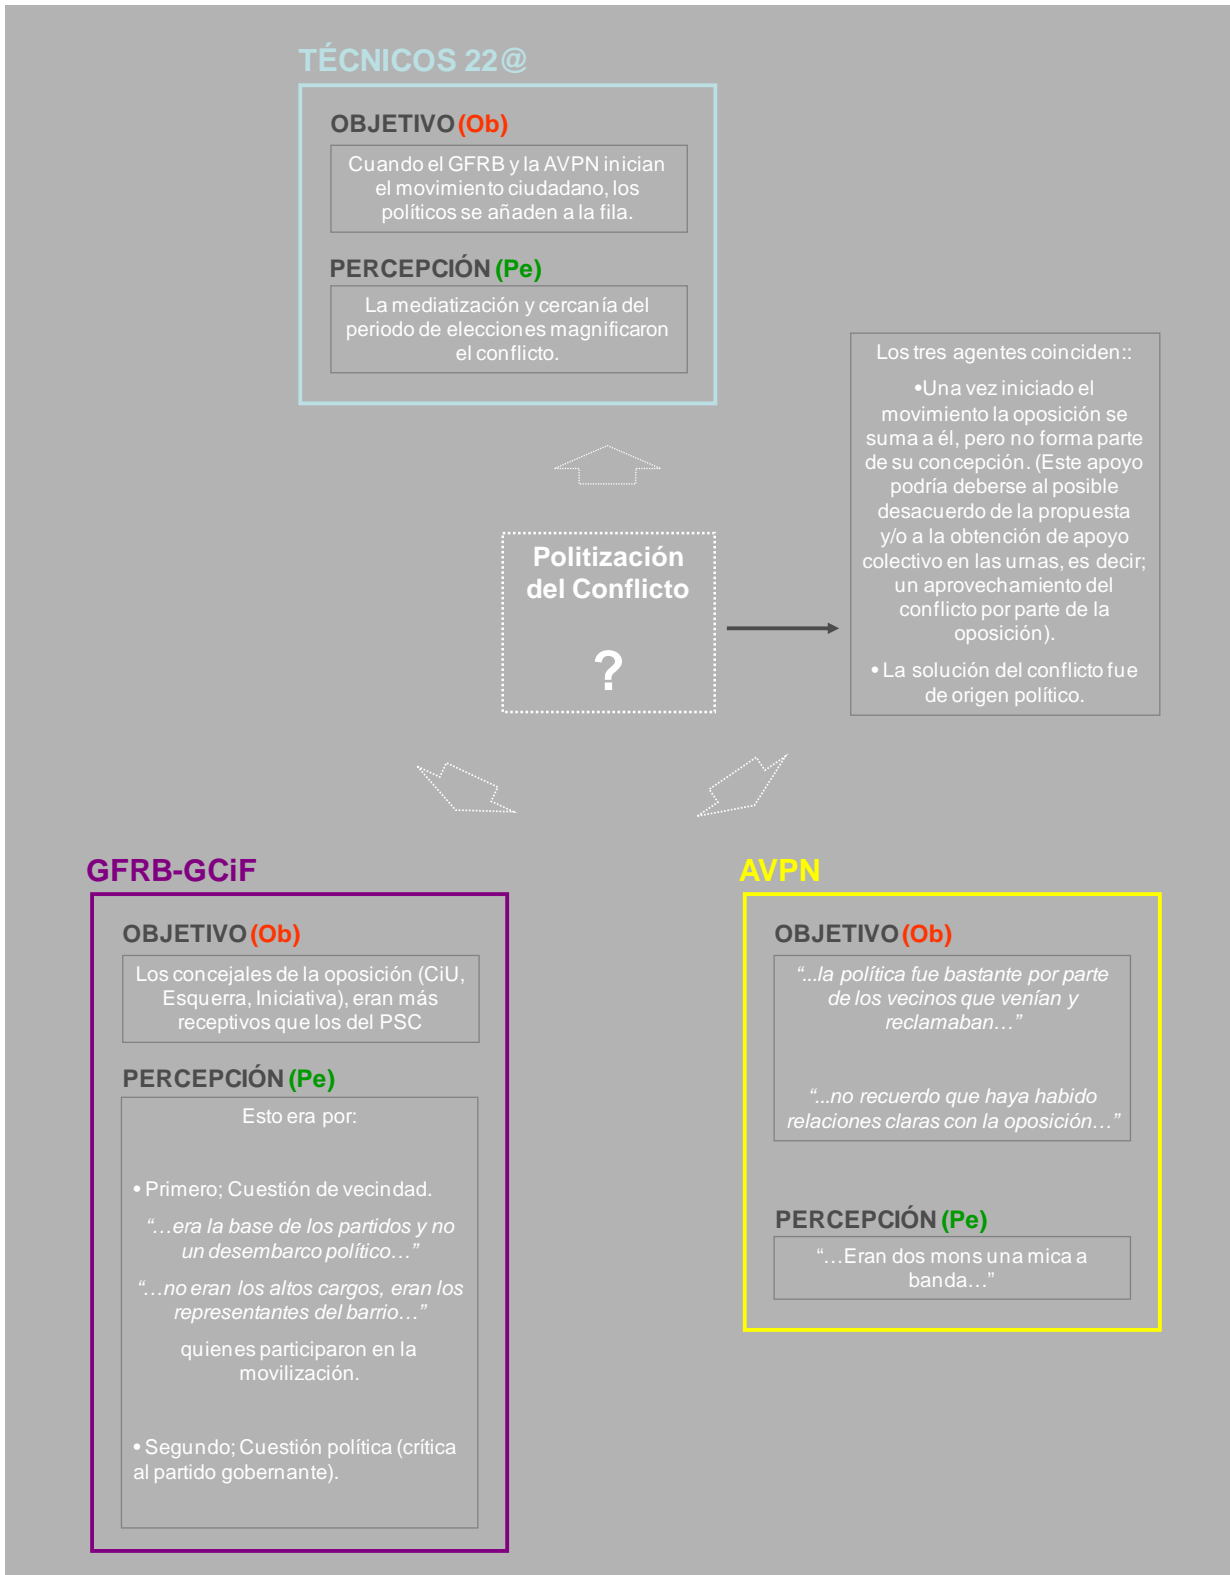 TÉCNICOS 22@
OBJETIVO (Ob)
Cuando el GFRB y la AVPN inician
el movimiento ciudadano, los
políticos se añaden a la fila.
PERCEPCIÓN (Pe)
La mediatización y cercanía del
periodo de elecciones magnificaron
el conflicto.
Los tres agentes coinciden::
•Una vez iniciado el
movimiento la oposición se
suma a él, pero no forma parte
de su concepción. (Este apoyo
podría deberse al posible
desacuerdo de la propuesta
y/o a la obtención de apoyo
colectivo en las urnas, es decir;
un aprovechamiento del
conflicto por parte de la
oposición).
• La solución del conflicto fue
de origen político.
Politización
del Conflicto
?
GFRB-GCiF
OBJETIVO (Ob)
Los concejales de la oposición (CiU,
Esquerra, Iniciativa), eran más
receptivos que los del PSC
PERCEPCIÓN (Pe)
Esto era por:
• Primero; Cuestión de vecindad.
“…era la base de los partidos y no
un desembarco político…”
“…no eran los altos cargos, eran los
representantes del barrio…”
quienes participaron en la
movilización.
• Segundo; Cuestión política (crítica
al partido gobernante).
AVPN
OBJETIVO (Ob)
“...la política fue bastante por parte
de los vecinos que venían y
reclamaban…”
“...no recuerdo que haya habido
relaciones claras con la oposición…”
PERCEPCIÓN (Pe)
“…Eran dos mons una mica a
banda…”